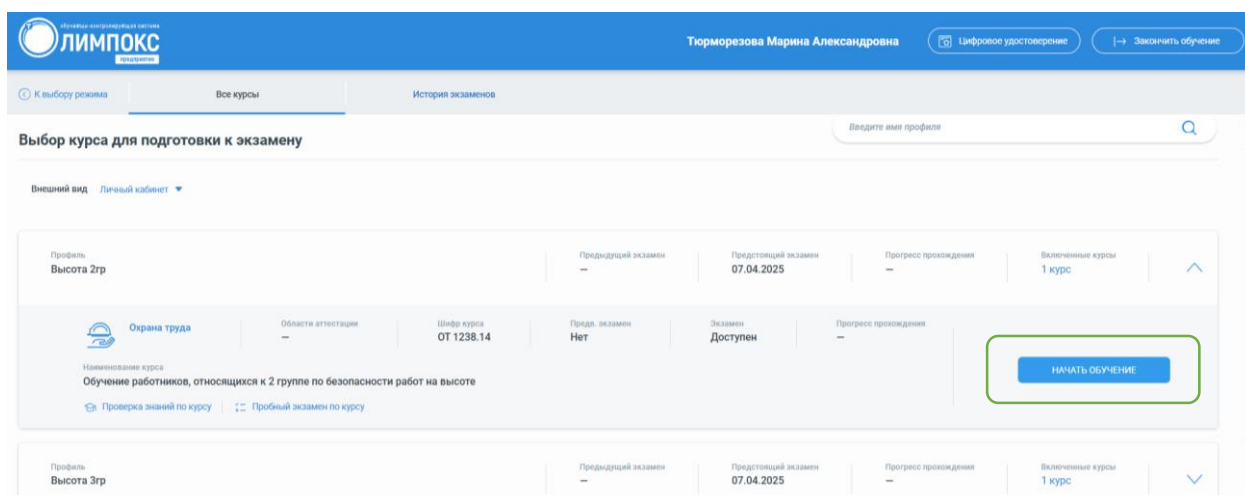 обучающе-контролирующая система
ОЛИМПОКС
предприятие
Тюрморезова Марина Александровна
Цифровое удостоверение
Закончить обучение
К выбору режима
Все курсы
История экзаменов
Выбор курса для подготовки к экзамену
Введите имя профиля
Внешний вид Личный кабинет
Профиль Предыдущий экзамен Предстоящий экзамен Прогресс прохождения Включенные курсы
Высота 2гр — 07.04.2025 — 1 курс
Охрана труда
Области аттестации Шифр курса Предв. экзамен Экзамен Прогресс прохождения
— ОТ 1238.14 Нет Доступен —
НАЧАТЬ ОБУЧЕНИЕ
Наименование курса
Обучение работников, относящихся к 2 группе по безопасности работ на высоте
Проверка знаний по курсу Пробный экзамен по курсу
Профиль Предыдущий экзамен Предстоящий экзамен Прогресс прохождения Включенные курсы
Высота 3гр — 07.04.2025 — 1 курс